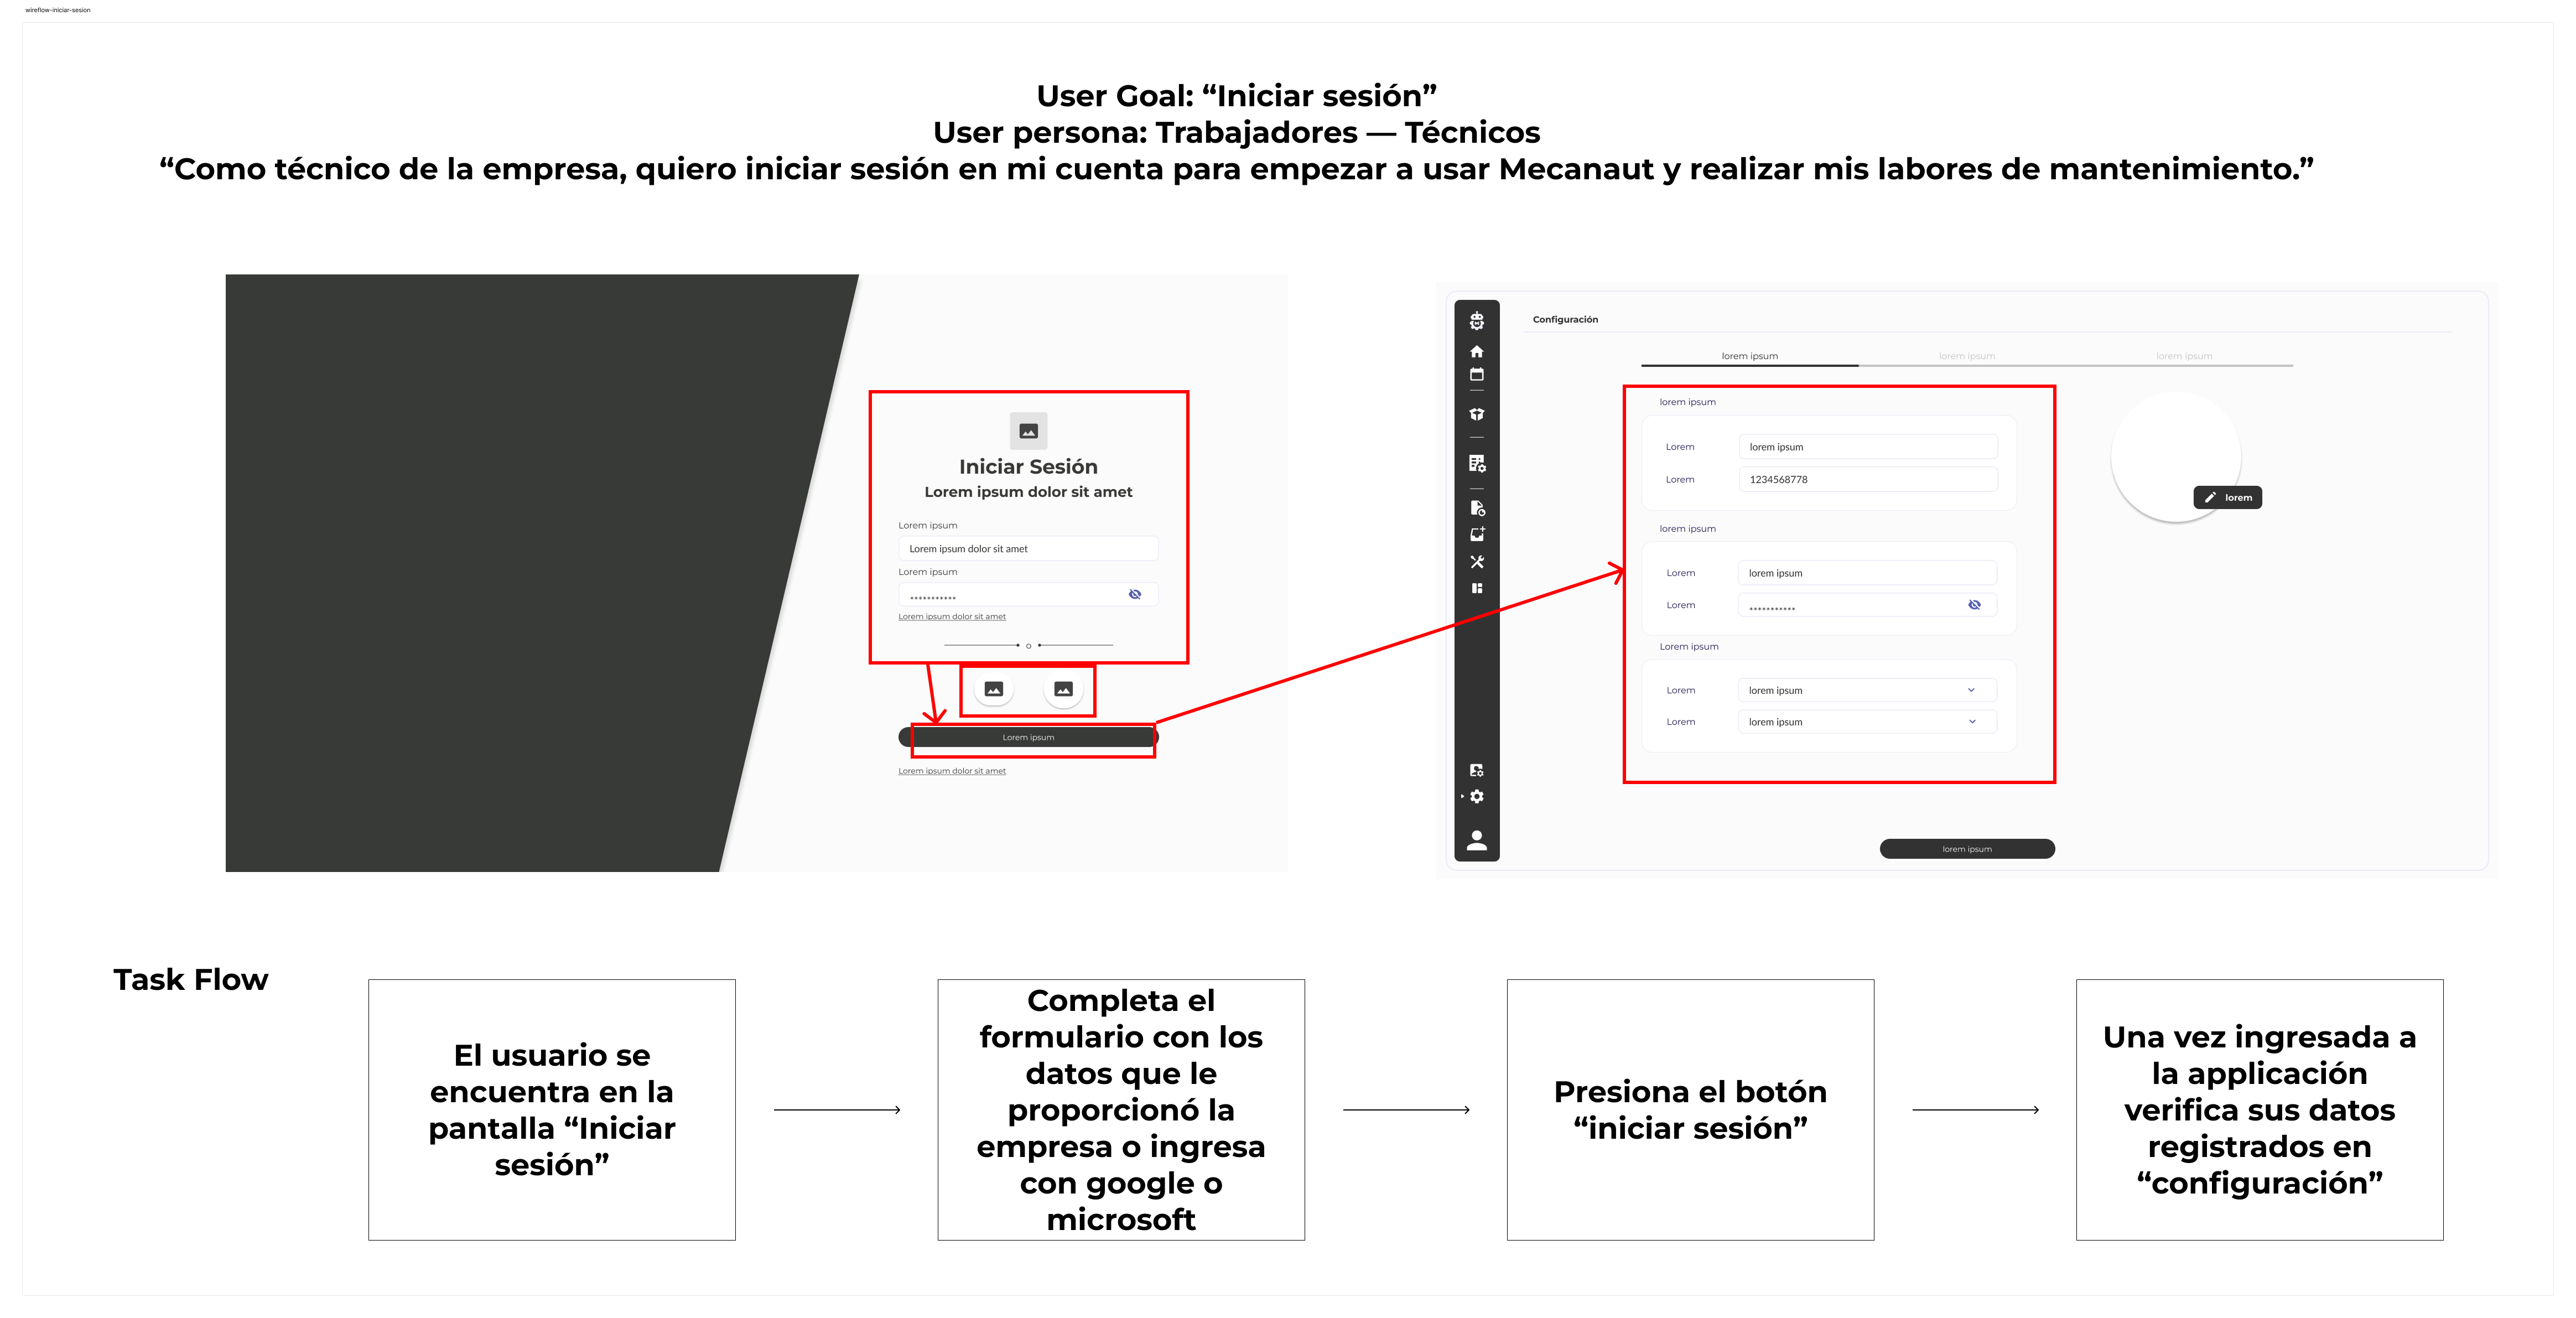 wireflow-iniciar-sesion
User Goal: “Iniciar sesión”
User persona: Trabajadores — Técnicos
“Como técnico de la empresa, quiero iniciar sesión en mi cuenta para empezar a usar Mecanaut y realizar mis labores de mantenimiento.”
Iniciar Sesión
Lorem ipsum dolor sit amet
Lorem ipsum
Lorem ipsum dolor sit amet
Lorem ipsum
***********
Lorem ipsum dolor sit amet
o
Lorem ipsum
Lorem ipsum dolor sit amet
Configuración
lorem ipsum
lorem ipsum
lorem ipsum
lorem ipsum
Lorem
lorem ipsum
Lorem
1234568778
lorem
lorem ipsum
Lorem
lorem ipsum
Lorem
***********
Lorem ipsum
Lorem
lorem ipsum
Lorem
lorem ipsum
lorem ipsum
Task Flow
El usuario se
encuentra en la
pantalla “Iniciar
sesión”
Completa el
formulario con los
datos que le
proporcionó la
empresa o ingresa
con google o
microsoft
Presiona el botón
“iniciar sesión”
Una vez ingresada a
la applicación
verifica sus datos
registrados en
“configuración”